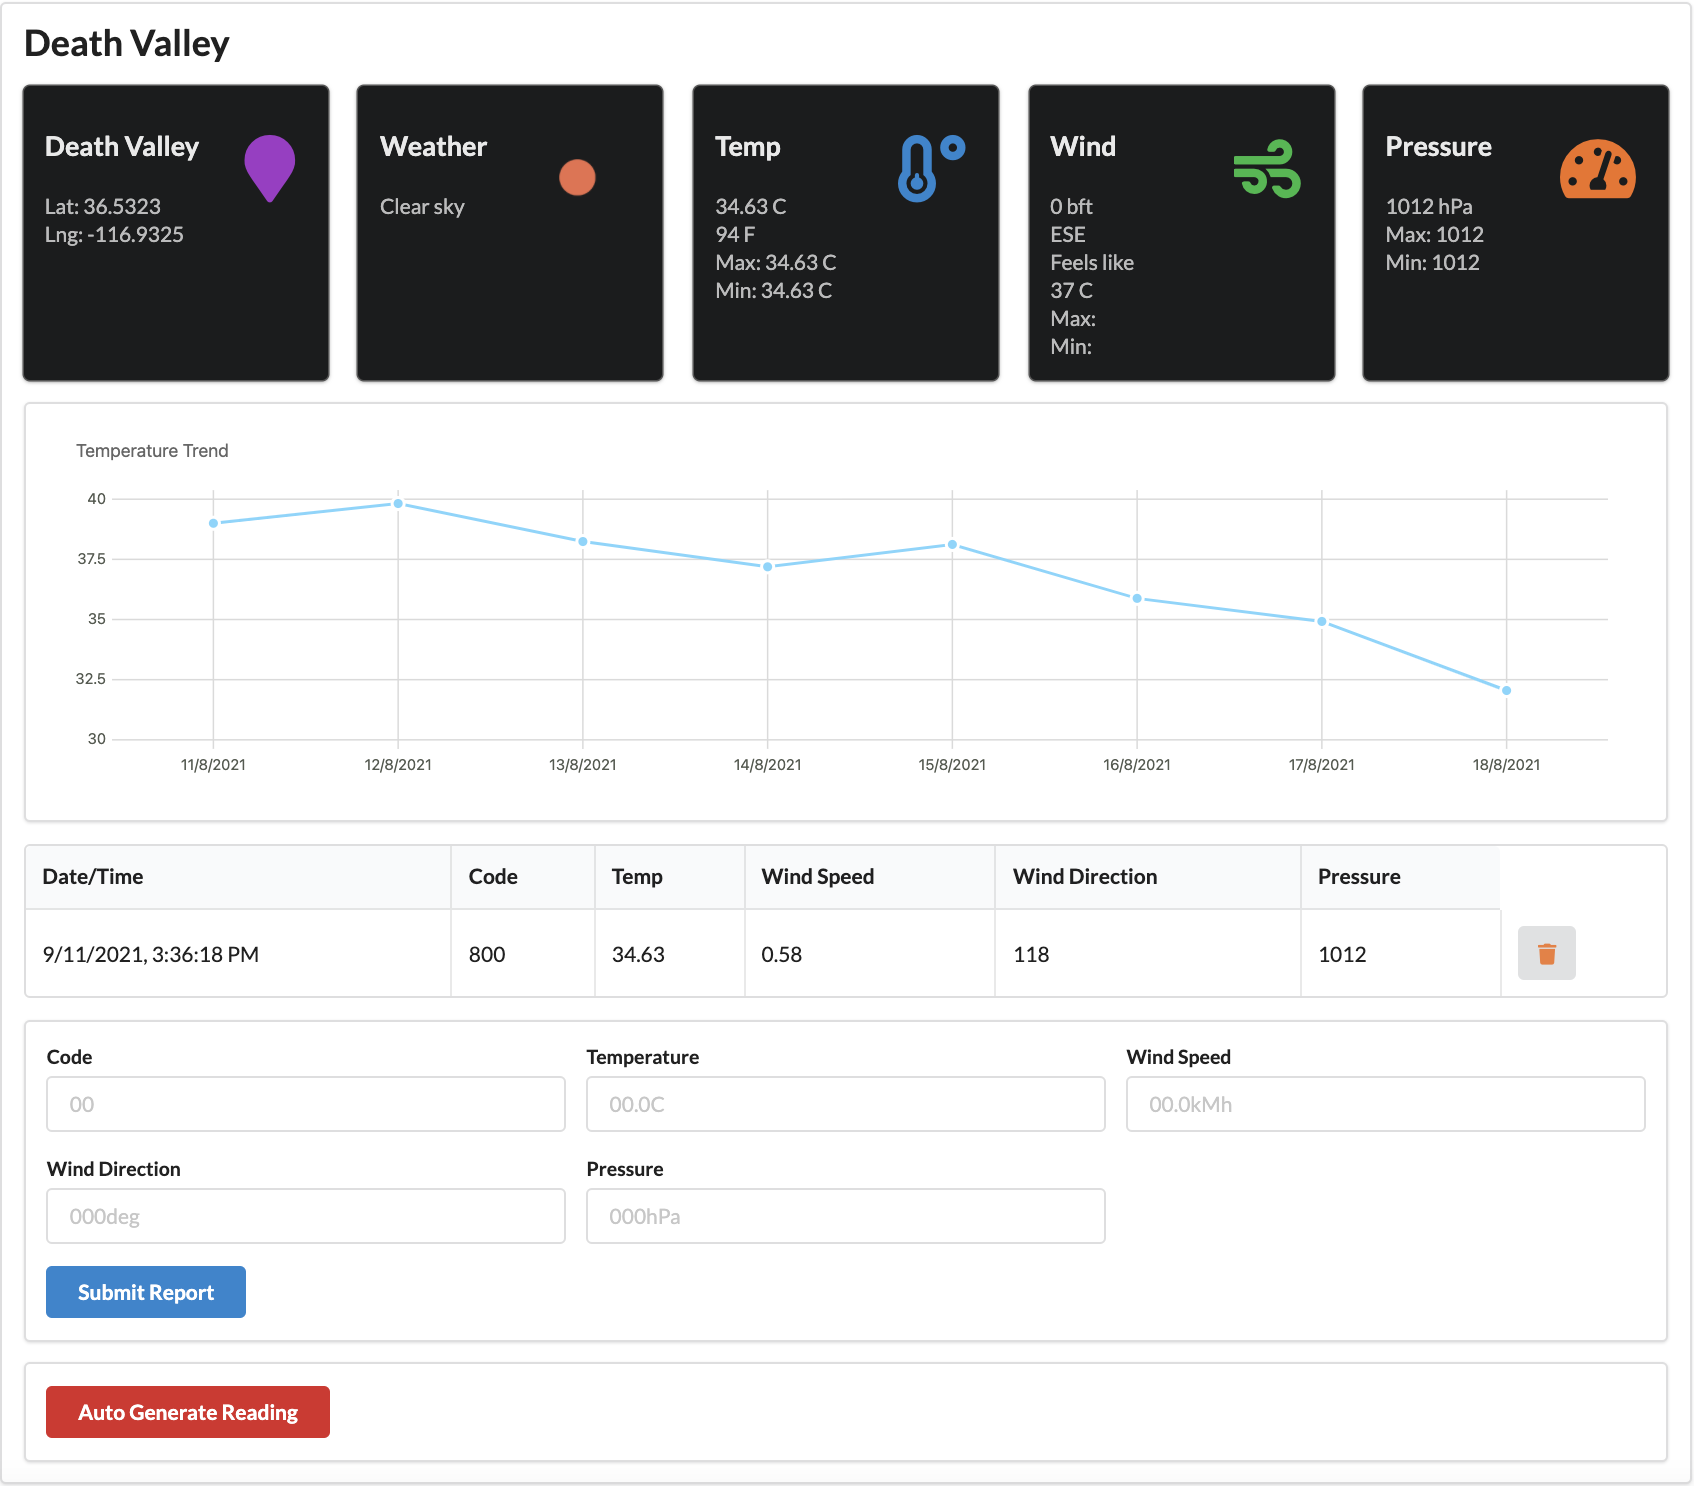 Death Valley
Death Valley
Lat: 36.5323
Lng: -116.9325
Weather
Clear sky
Temp
34.63 C
94 F
Max: 34.63 C
Min: 34.63 C
Wind
0 bft
ESE
Feels like
37 C
Max:
Min:
Pressure
1012 hPa
Max: 1012
Min: 1012
Temperature Trend
40
37.5
35
32.5
30
11/8/2021 12/8/2021 13/8/2021 14/8/2021 15/8/2021 16/8/2021 17/8/2021 18/8/2021
Date/Time Code Temp Wind Speed Wind Direction Pressure
9/11/2021, 3:36:18 PM 800 34.63 0.58 118 1012
Code Temperature Wind Speed
00 00.0C 00.0kMh
Wind Direction Pressure
000deg 000hPa
Submit Report
Auto Generate Reading